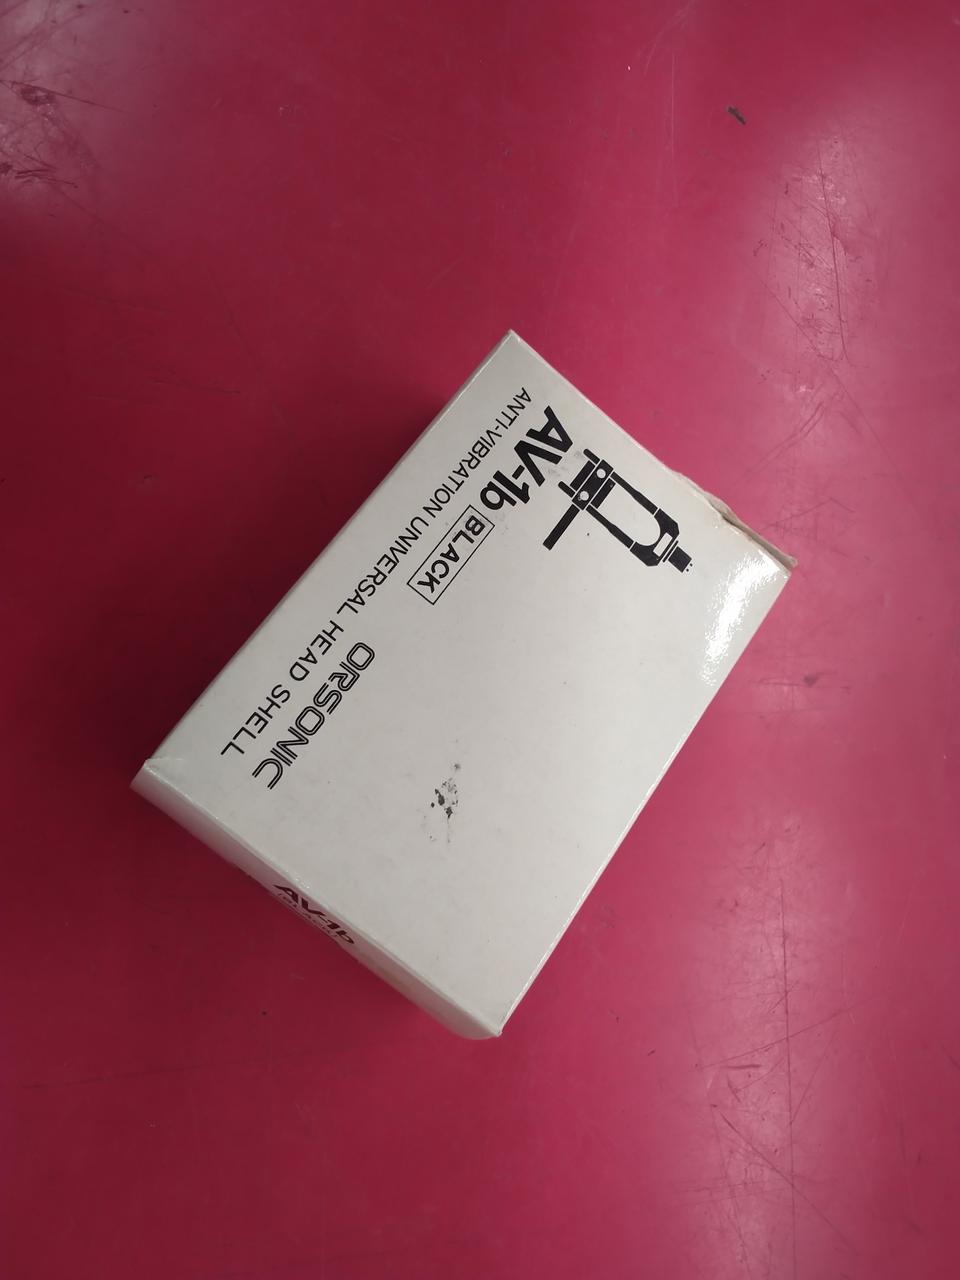 AV-1b BLACK
ANTI-VIBRATION UNIVERSAL HEAD SHELL
ORSONIC
AV-1b